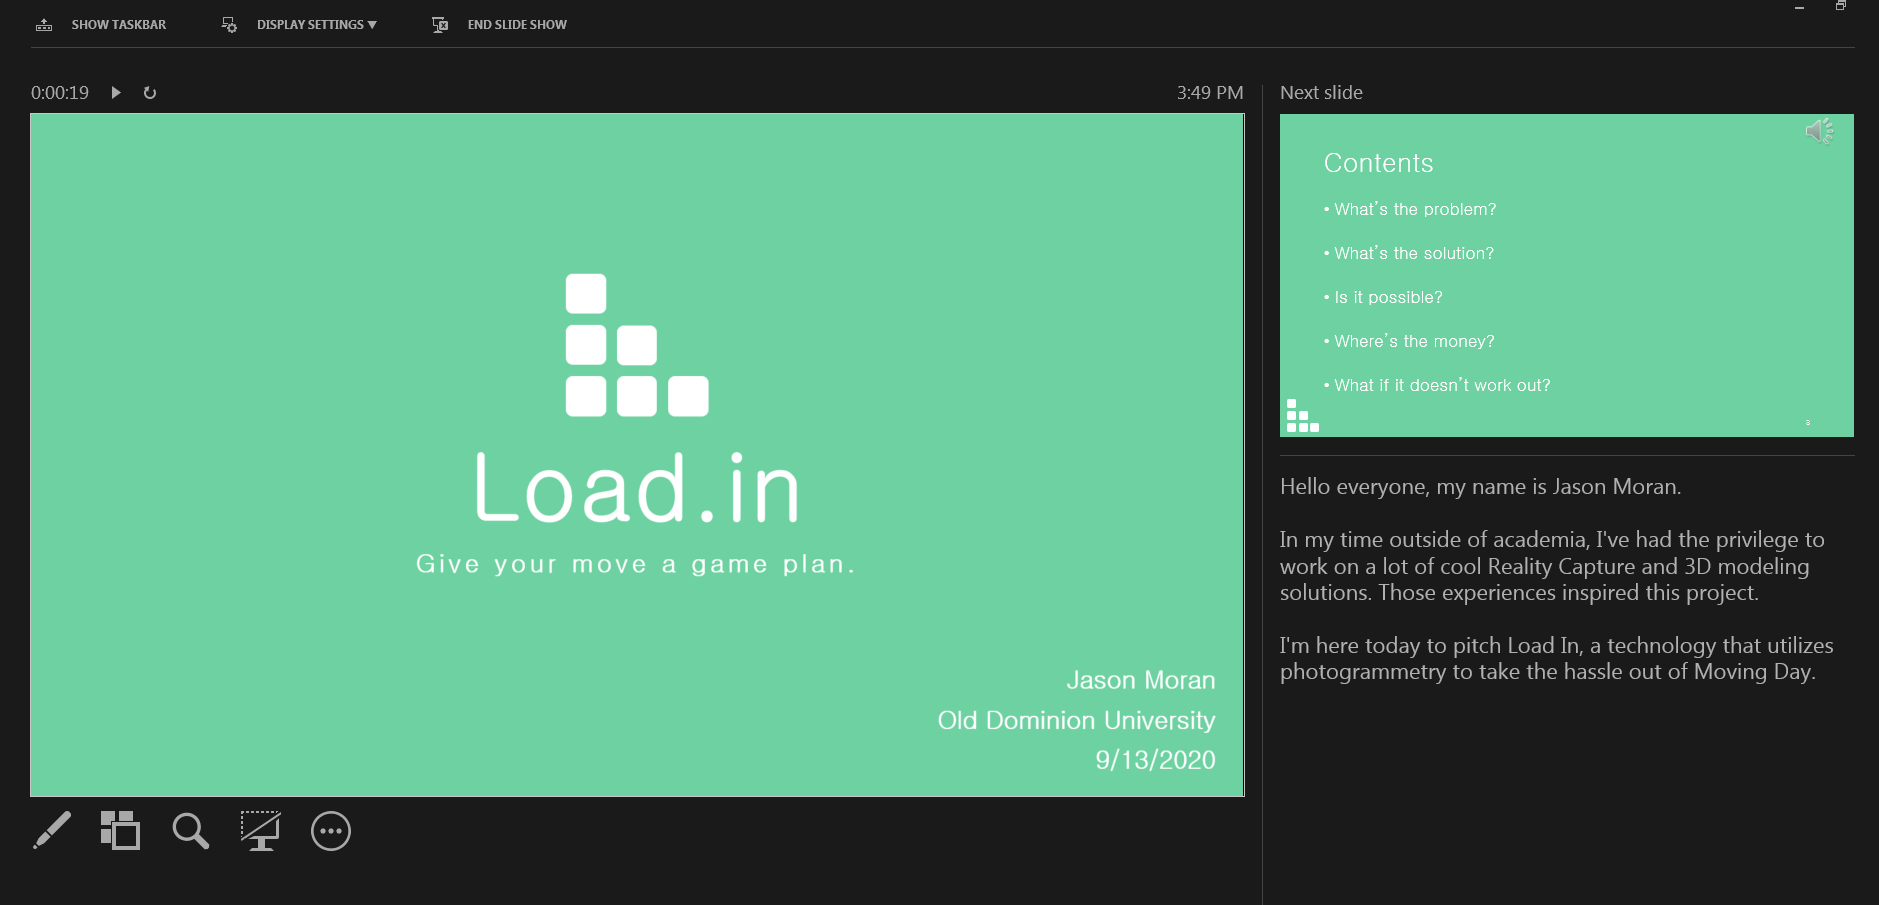 SHOW TASKBAR
DISPLAY SETTINGS
END SLIDE SHOW
0:00:19
3:49 PM
Load.in
Give your move a game plan.
Jason Moran
Old Dominion University
9/13/2020
Next slide
Contents
• What's the problem?
• What's the solution?
• Is it possible?
• Where's the money?
• What if it doesn't work out?
3
Hello everyone, my name is Jason Moran.
In my time outside of academia, I've had the privilege to
work on a lot of cool Reality Capture and 3D modeling
solutions. Those experiences inspired this project.
I'm here today to pitch Load In, a technology that utilizes
photogrammetry to take the hassle out of Moving Day.